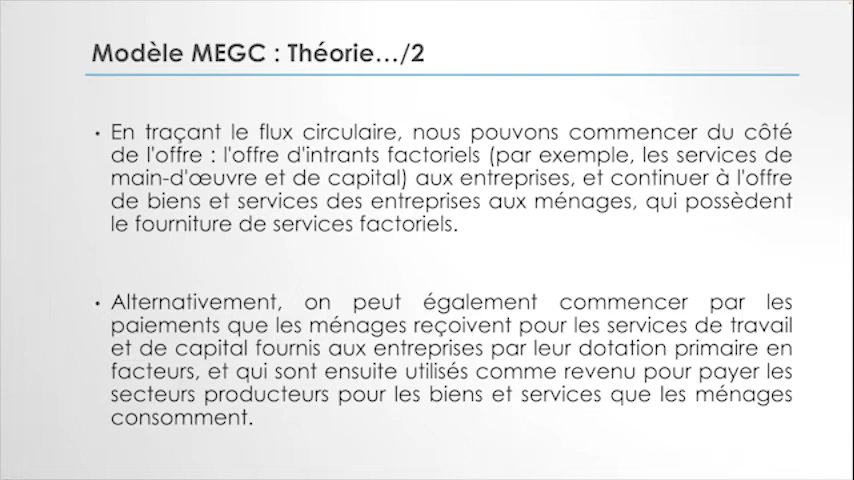 Modèle MEGC : Théorie…/2
• En traçant le flux circulaire, nous pouvons commencer du côté
de l'offre : l'offre d'intrants factoriels (par exemple, les services de
main-d'œuvre et de capital) aux entreprises, et continuer à l'offre
de biens et services des entreprises aux ménages, qui possèdent
le fourniture de services factoriels.
• Alternativement, on peut également commencer par les
paiements que les ménages reçoivent pour les services de travail
et de capital fournis aux entreprises par leur dotation primaire en
facteurs, et qui sont ensuite utilisés comme revenu pour payer les
secteurs producteurs pour les biens et services que les ménages
consomment.